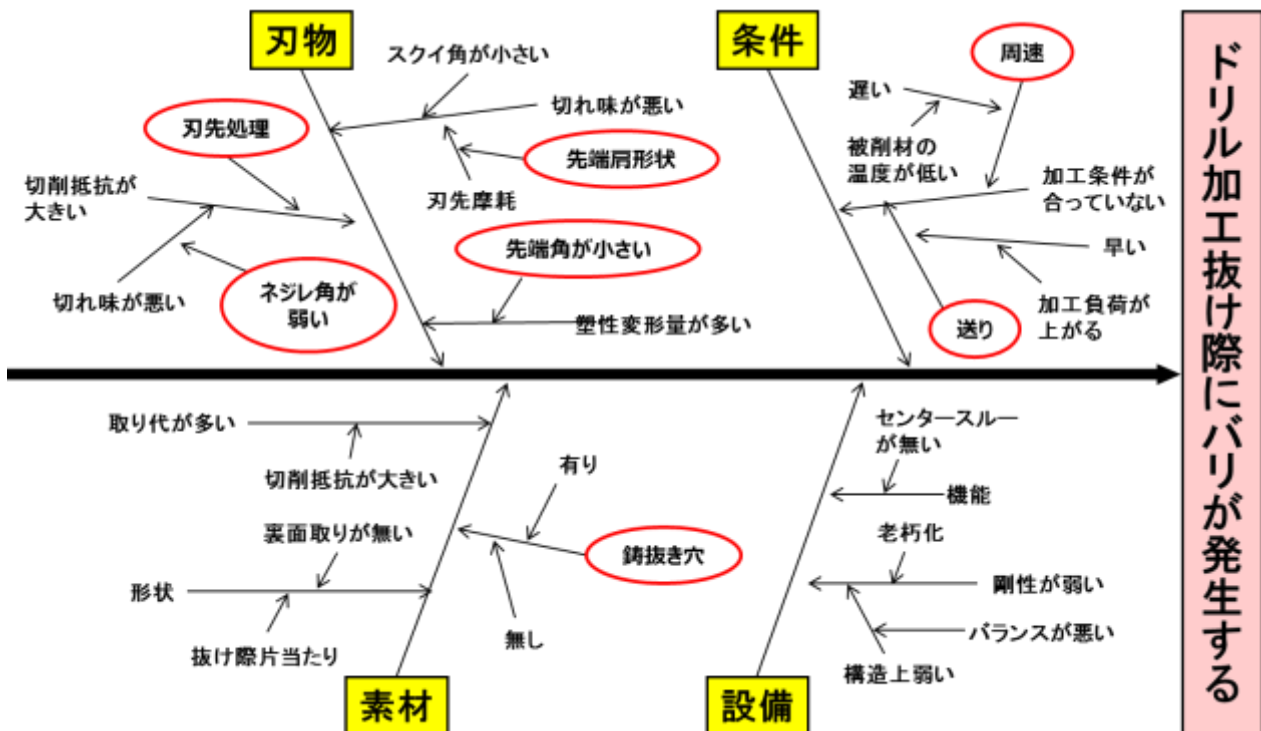 刃物
条件
スクイ角が小さい
周速
遅い
切れ味が悪い
刃先処理
先端肩形状
被削材の
温度が低い
切削抵抗が
大きい
刃先摩耗
加工条件が
合っていない
先端角が小さい
早い
切れ味が悪い
ネジレ角が
弱い
塑性変形量が多い
送り
加工負荷が
上がる
ドリル加工抜け際にバリが発生する
取り代が多い
切削抵抗が大きい
有り
センタースルー
が無い
機能
裏面取りが無い
鋳抜き穴
老朽化
形状
剛性が弱い
抜け際片当たり
無し
バランスが悪い
構造上弱い
素材
設備